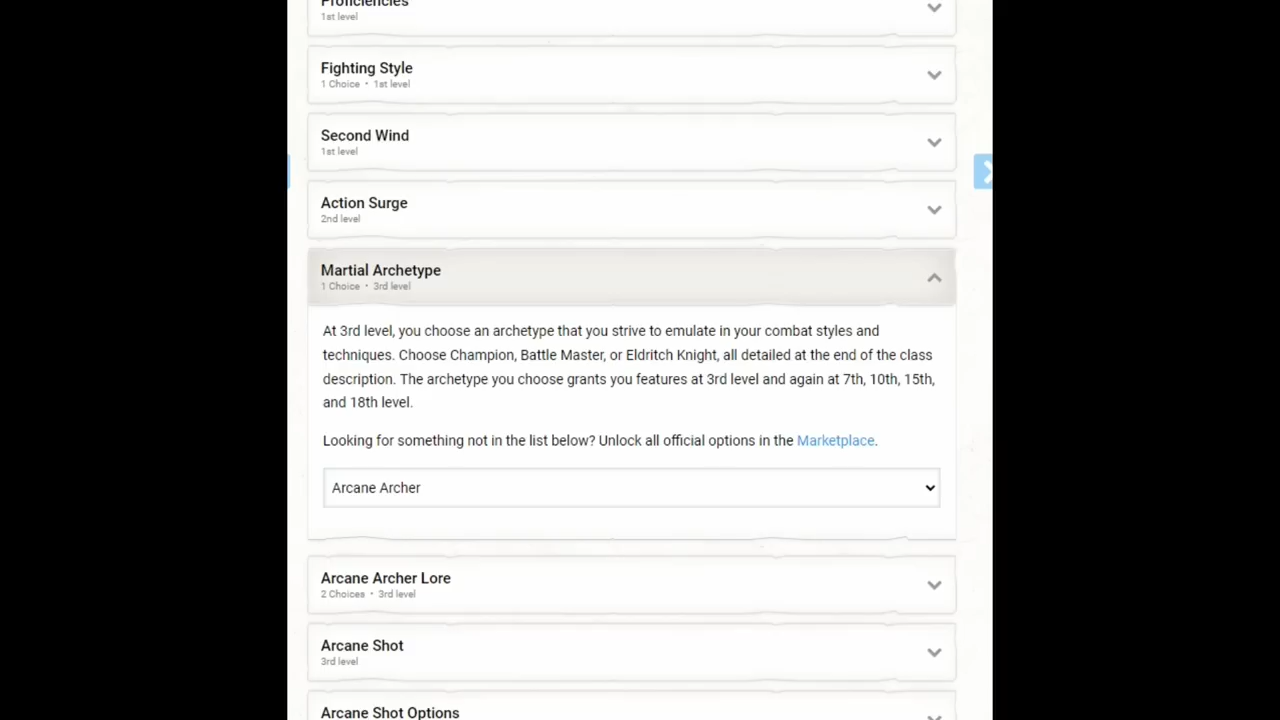 Proficiencies
1st level
Fighting Style
1 Choice • 1st level
Second Wind
1st level
Action Surge
2nd level
Martial Archetype
1 Choice • 3rd level
At 3rd level, you choose an archetype that you strive to emulate in your combat styles and
techniques. Choose Champion, Battle Master, or Eldritch Knight, all detailed at the end of the class
description. The archetype you choose grants you features at 3rd level and again at 7th, 10th, 15th,
and 18th level.
Looking for something not in the list below? Unlock all official options in the Marketplace.
Arcane Archer
Arcane Archer Lore
2 Choices • 3rd level
Arcane Shot
3rd level
Arcane Shot Options